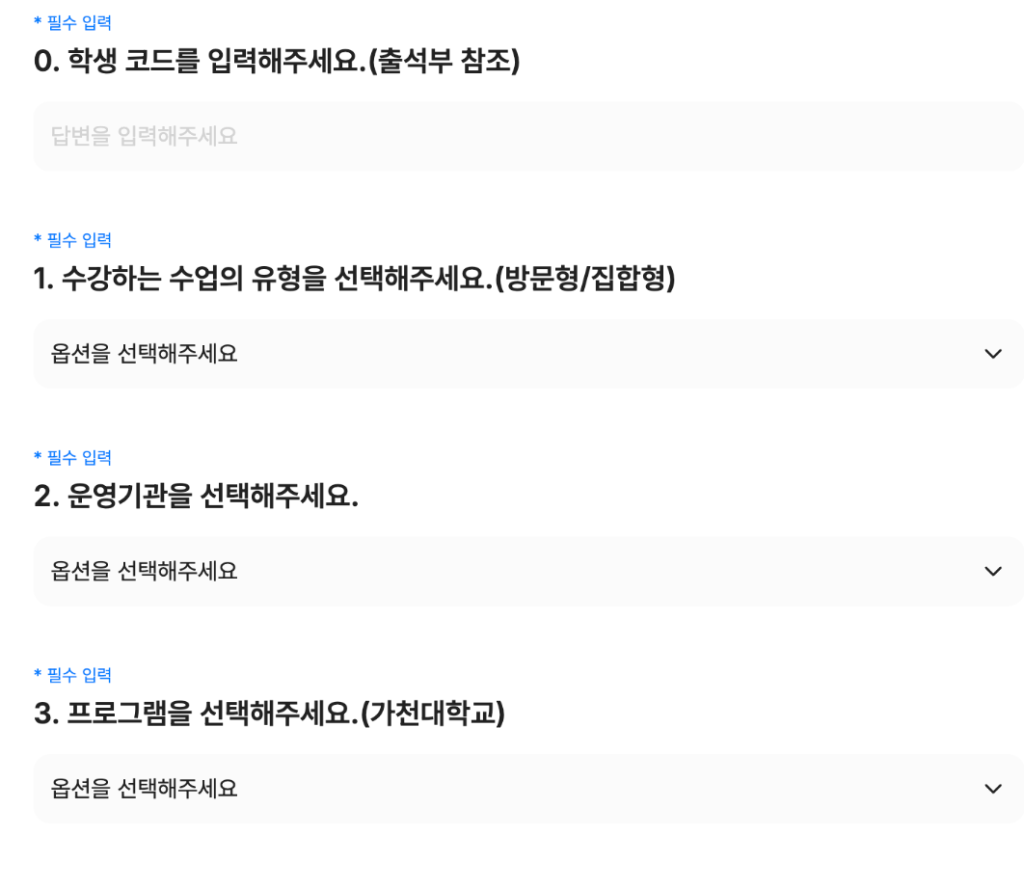 * 필수 입력
0. 학생 코드를 입력해주세요.(출석부 참조)
답변을 입력해주세요
* 필수 입력
1. 수강하는 수업의 유형을 선택해주세요.(방문형/집합형)
옵션을 선택해주세요
* 필수 입력
2. 운영기관을 선택해주세요.
옵션을 선택해주세요
* 필수 입력
3. 프로그램을 선택해주세요.(가천대학교)
옵션을 선택해주세요